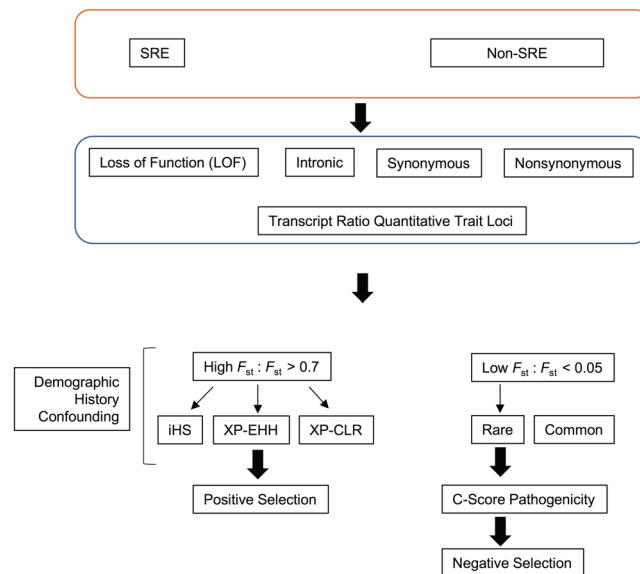 SRE
Non-SRE
Loss of Function (LOF)
Intronic
Synonymous
Nonsynonymous
Transcript Ratio Quantitative Trait Loci
High Fst : Fst > 0.7
Low Fst : Fst < 0.05
Demographic
History
Confounding
iHS
XP-EHH
XP-CLR
Rare
Common
Positive Selection
C-Score Pathogenicity
Negative Selection